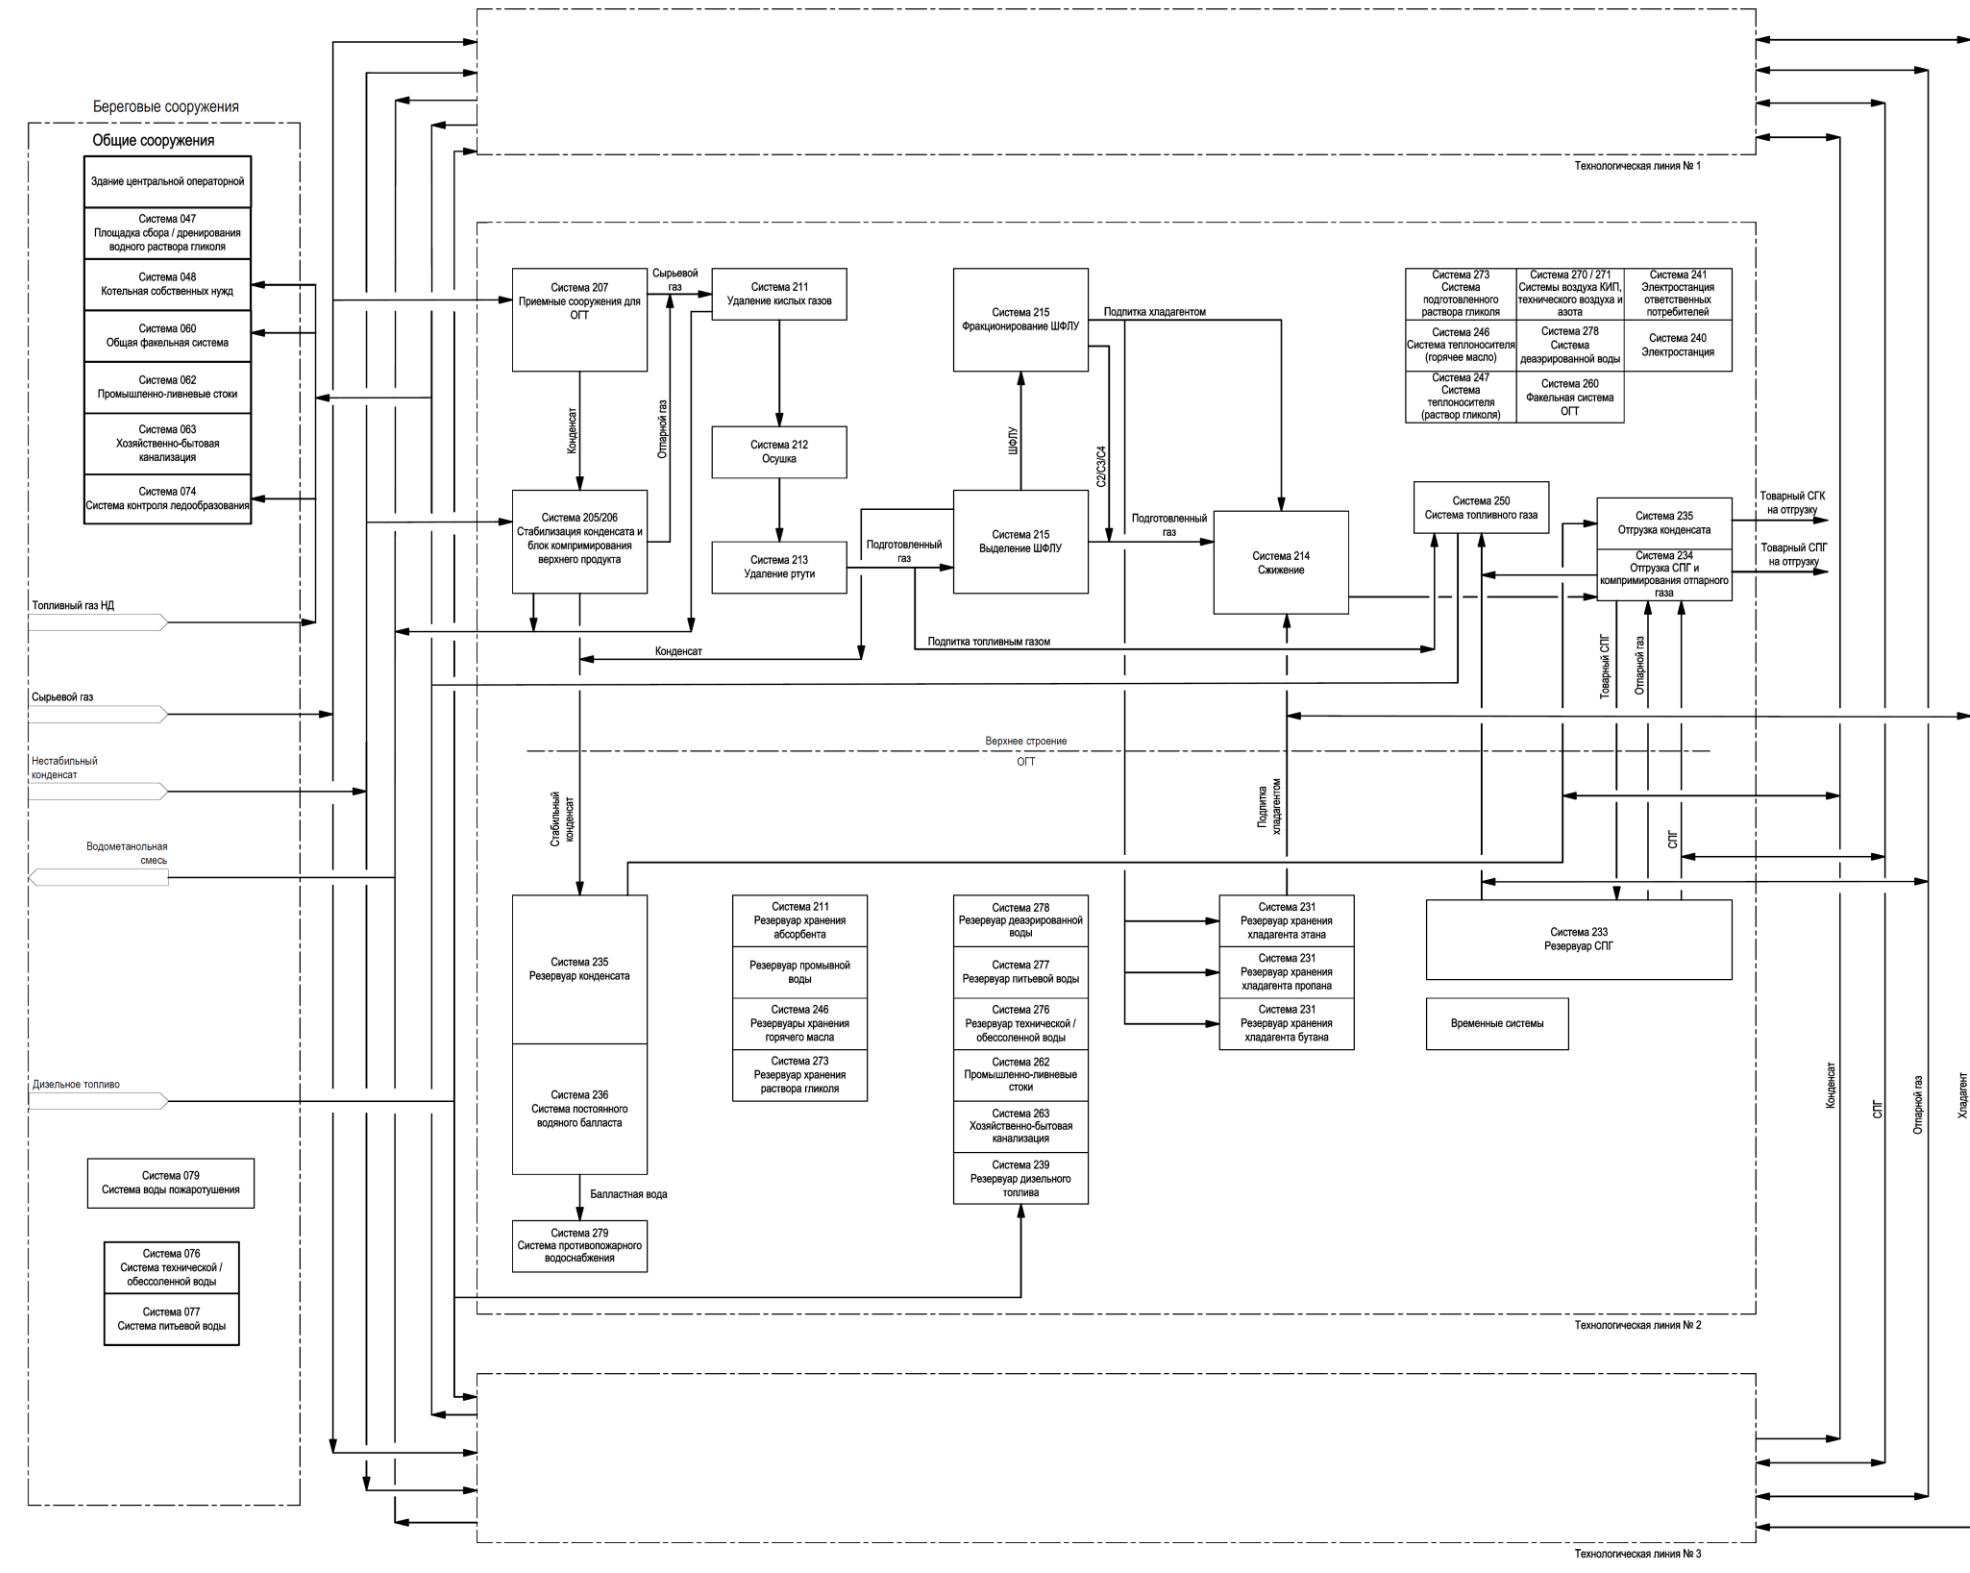 Технологическая линия № 1
Береговые сооружения
Общие сооружения
Здание центральной операторной
Система 047
Площадка сбора / дренирования
водного раствора гликоля
Система 048
Котельная собственных нужд
Система 060
Общая факельная система
Система 062
Промышленно-ливневые стоки
Система 063
Хозяйственно-бытовая
канализация
Система 074
Система контроля ледообразования
Топливный газ НД
Сырьевой газ
Нестабильный
конденсат
Водометанольная
смесь
Дизельное топливо
Система 079
Система воды пожаротушения
Система 076
Система технической /
обессоленной воды
Система 077
Система питьевой воды
Система 207
Приемные сооружения для
ОГТ
Сырьевой
газ
Система 211
Удаление кислых газов
Конденсат
Отпарной газ
Система 212
Осушка
Система 205/206
Стабилизация конденсата и
блок компримирования
верхнего продукта
Система 213
Удаление ртути
Подготовленный
газ
Система 215
Фракционирование ШФЛУ
Подпитка хладагентом
ШФЛУ
С2/С3/С4
Система 215
Выделение ШФЛУ
Подготовленный
газ
Система 214
Сжижение
Конденсат
Подпитка топливным газом
Система 273
Система
подготовленного
раствора гликоля
Система 270 / 271
Системы воздуха КИП,
технического воздуха и
азота
Система 241
Электростанция
ответственных
потребителей
Система 246
Система теплоносителя
(горячее масло)
Система 278
Система
деаэрированной воды
Система 240
Электростанция
Система 247
Система
теплоносителя
(раствор гликоля)
Система 260
Факельная система
ОГТ
Система 250
Система топливного газа
Система 235
Отгрузка конденсата
Система 234
Отгрузка СПГ и
компримирования отпарного
газа
Товарный СГК
на отгрузку
Товарный СПГ
на отгрузку
Товарный СПГ
Отпарной газ
СПГ
Верхнее строение
ОГТ
Стабильный
конденсат
Подпитка
хладагентом
Система 235
Резервуар конденсата
Система 236
Система постоянного
водяного балласта
Балластная вода
Система 279
Система противопожарного
водоснабжения
Система 211
Резервуар хранения
абсорбента
Резервуар промывной
воды
Система 246
Резервуары хранения
горячего масла
Система 273
Резервуар хранения
раствора гликоля
Система 278
Резервуар деаэрированной
воды
Система 277
Резервуар питьевой воды
Система 276
Резервуар технической /
обессоленной воды
Система 262
Промышленно-ливневые
стоки
Система 263
Хозяйственно-бытовая
канализация
Система 239
Резервуар дизельного
топлива
Система 231
Резервуар хранения
хладагента этана
Система 231
Резервуар хранения
хладагента пропана
Система 231
Резервуар хранения
хладагента бутана
Система 233
Резервуар СПГ
Временные системы
Конденсат
СПГ
Отпарной газ
Хладагент
Технологическая линия № 2
Технологическая линия № 3